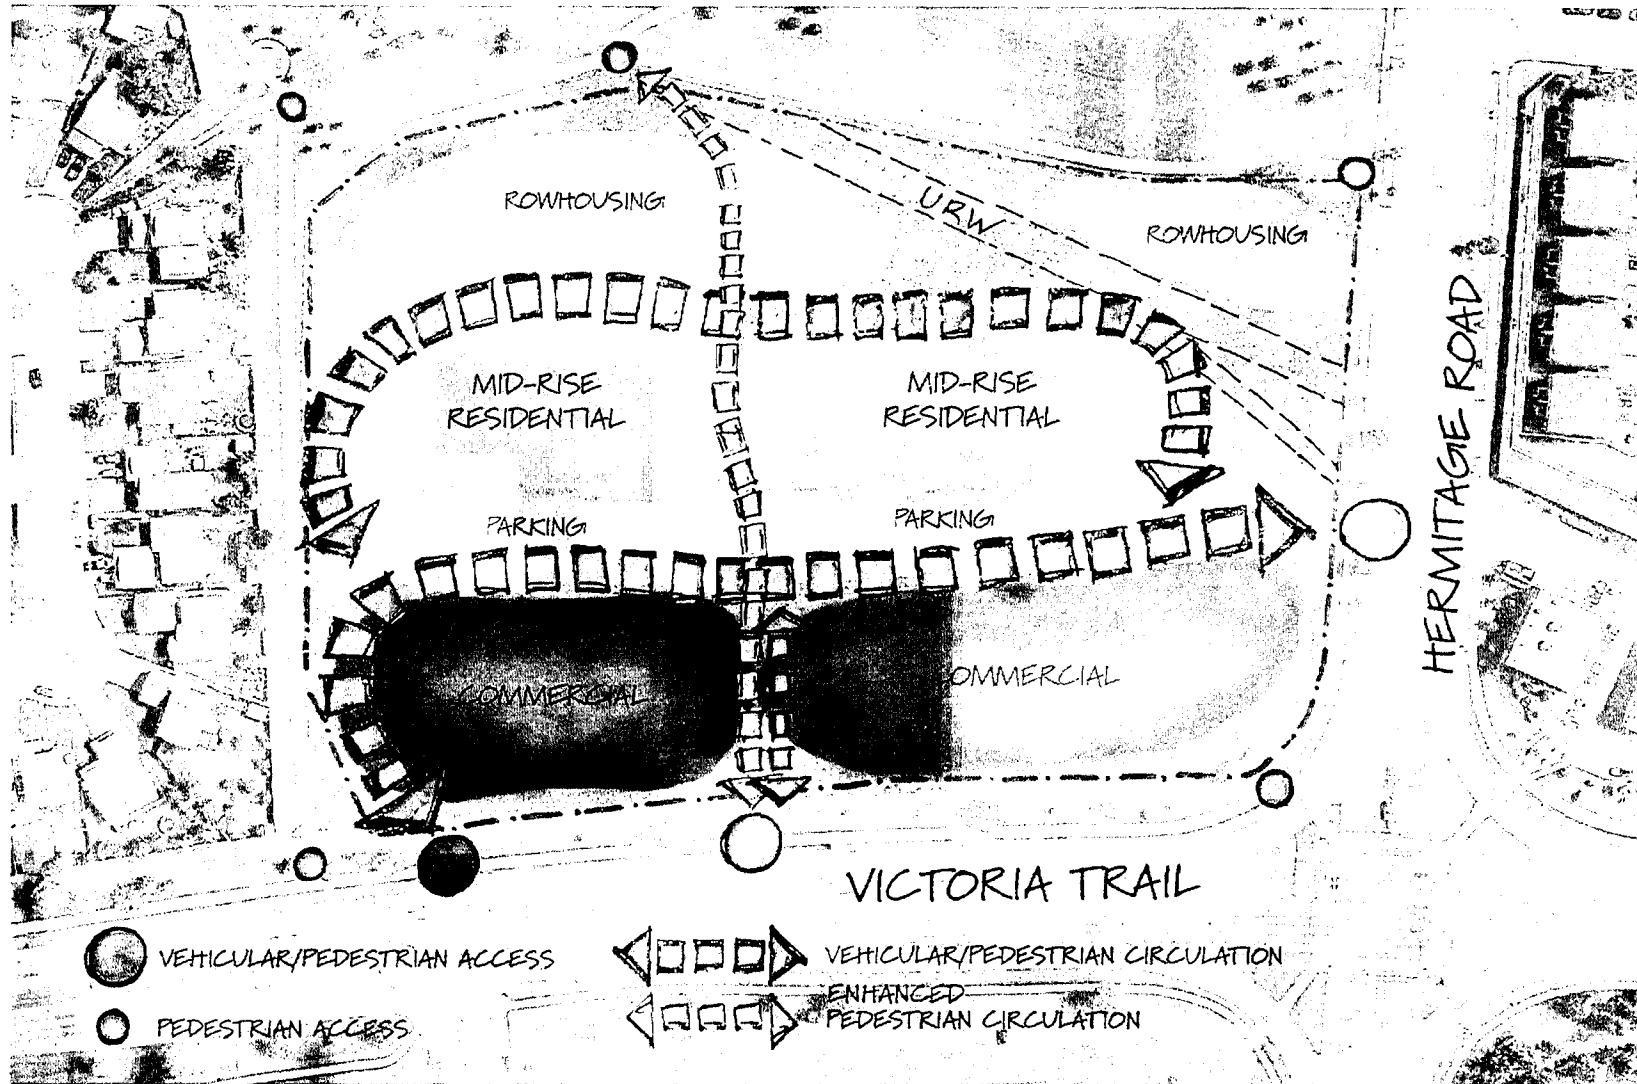 ROWHOUSING
URW
ROWHOUSING
MID-RISE
RESIDENTIAL
MID-RISE
RESIDENTIAL
HERMITAGE ROAD
PARKING
PARKING
COMMERCIAL
OMMERCIAL
VICTORIA TRAIL
VEHICULAR/PEDESTRIAN ACCESS
VEHICULAR/PEDESTRIAN CIRCULATION
ENHANCED
PEDESTRIAN CIRCULATION
PEDESTRIAN ACCESS